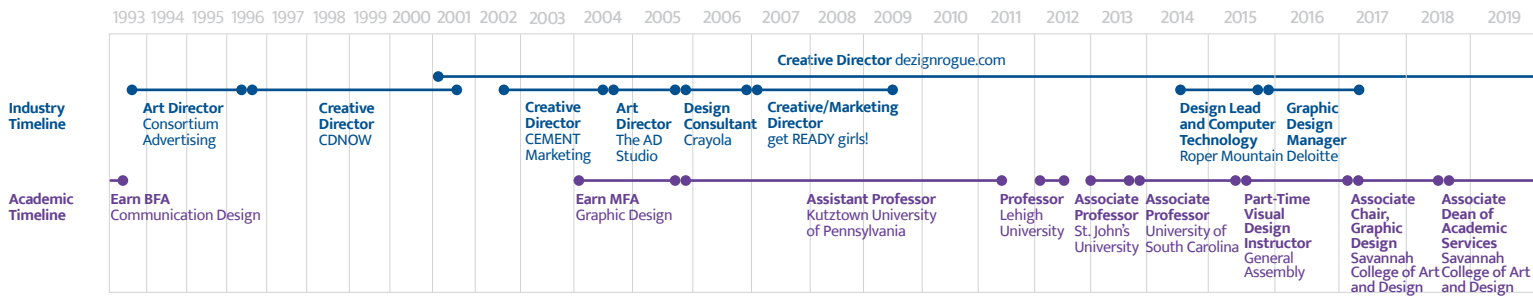 1993 1994 1995 1996 1997 1998 1999 2000 2001 2002 2003 2004 2005 2006 2007 2008 2009 2010 2011 2012 2013 2014 2015 2016 2017 2018 2019
Creative Director dezignrogue.com
Industry
Timeline
Art Director
Consortium
Advertising
Creative
Director
CDNOW
Creative
Director
CEMENT
Marketing
Art
Director
The AD
Studio
Design
Consultant
Crayola
Creative/Marketing
Director
get READY girls!
Design Lead
and Computer
Technology
Roper Mountain
Graphic
Design
Manager
Deloitte
Academic
Timeline
Earn BFA
Communication Design
Earn MFA
Graphic Design
Assistant Professor
Kutztown University
of Pennsylvania
Professor
Lehigh
University
Associate
Professor
St. John's
University
Associate
Professor
University of
South Carolina
Part-Time
Visual
Design
Instructor
General
Assembly
Associate
Chair,
Graphic
Design
Savannah
College of Art
and Design
Associate
Dean of
Academic
Services
Savannah
College of Art
and Design